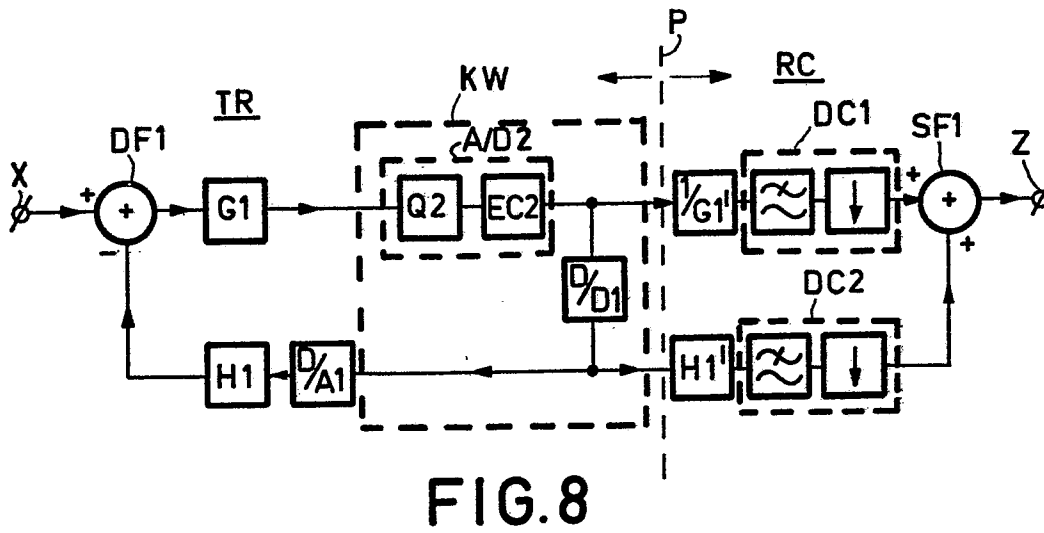 P
RC
KW
TR
DC1
DF1
A/D2
SF1
X
Z
+
+
-
G1
Q2
EC2
1/G1'
+
+
+
D/D1
DC2
H1
D/A1
H1'
FIG.8